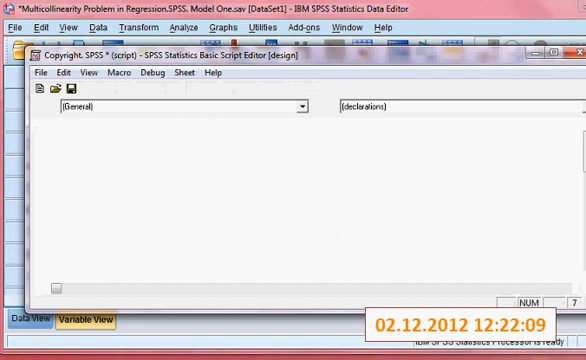 *Multicollinearity Problem in Regression.SPSS. Model One.sav [DataSet1] - IBM SPSS Statistics Data Editor
File Edit View Data Transform Analyze Graphs Utilities Add-ons Window Help
Copyright. SPSS * (script) - SPSS Statistics Basic Script Editor [design]
File Edit View Macro Debug Sheet Help
(General) (declarations)
NUM 7
Data View Variable View
02.12.2012 12:22:09
IBM SPSS Statistics Processor is ready